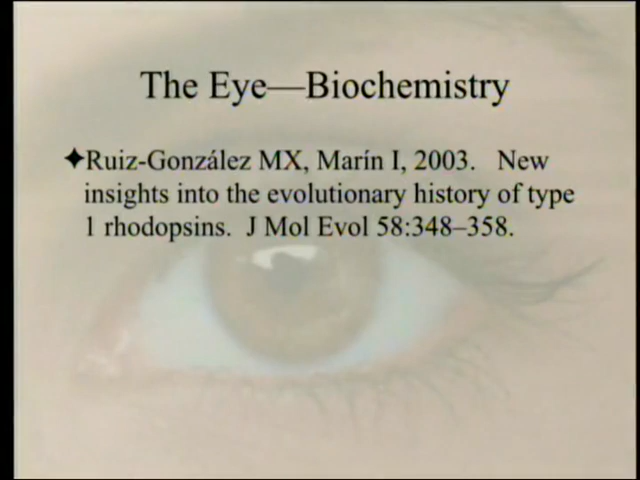 The Eye—Biochemistry
✦Ruiz-González MX, Marín I, 2003. New
insights into the evolutionary history of type
1 rhodopsins. J Mol Evol 58:348–358.